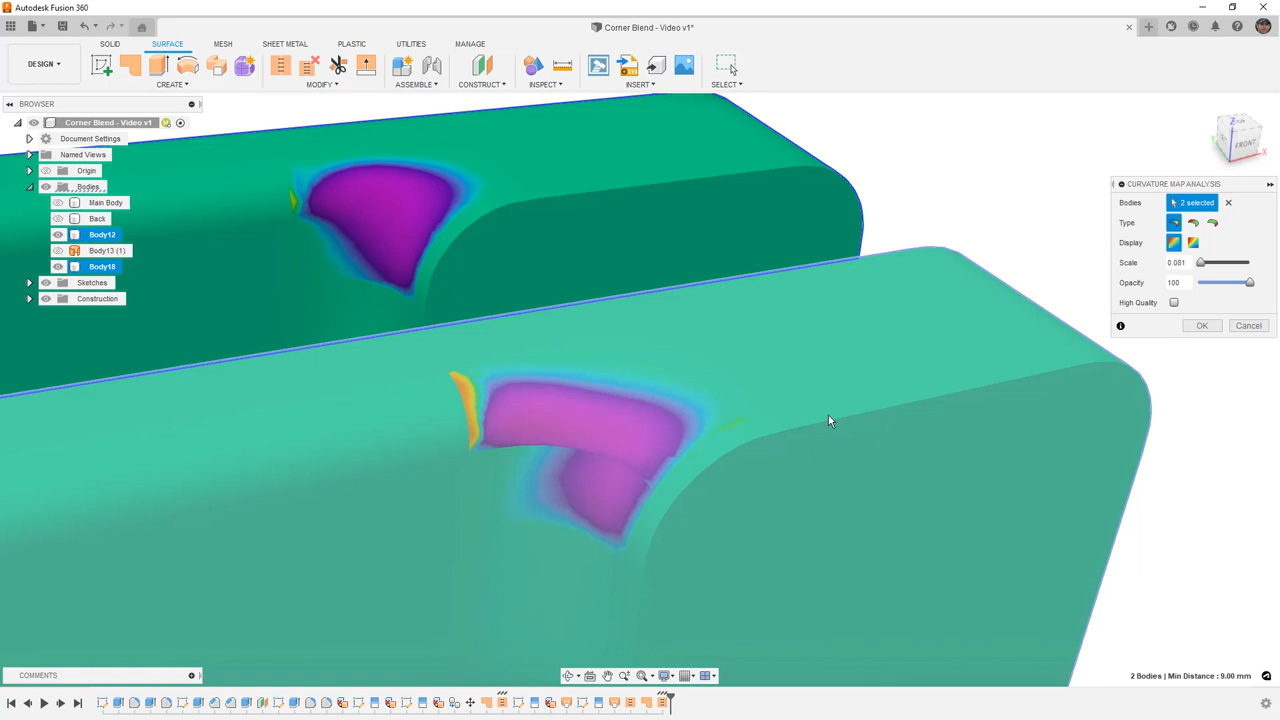 Autodesk Fusion 360
Corner Blend - Video v1*
DESIGN
SOLID
SURFACE
MESH
SHEET METAL
PLASTIC
UTILITIES
MANAGE
CREATE
MODIFY
ASSEMBLE
CONSTRUCT
INSPECT
INSERT
SELECT
BROWSER
Corner Blend - Video v1
Document Settings
Named Views
Origin
Bodies
Main Body
Back
Body12
Body13 (1)
Body18
Sketches
Construction
Z
FRONT
X
CURVATURE MAP ANALYSIS
Bodies 2 selected
Type
Display
Scale 0.081
Opacity 100
High Quality
OK Cancel
COMMENTS
2 Bodies | Min Distance : 9.00 mm